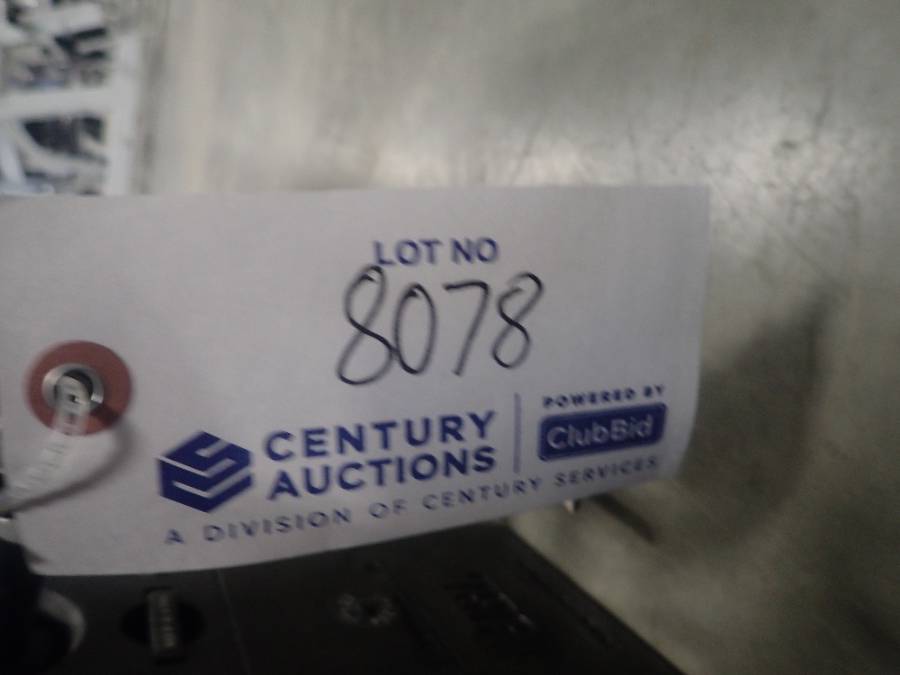 LOT NO
8078
CENTURY
AUCTIONS
POWERED BY
ClubBid
A DIVISION OF CENTURY SERVICES